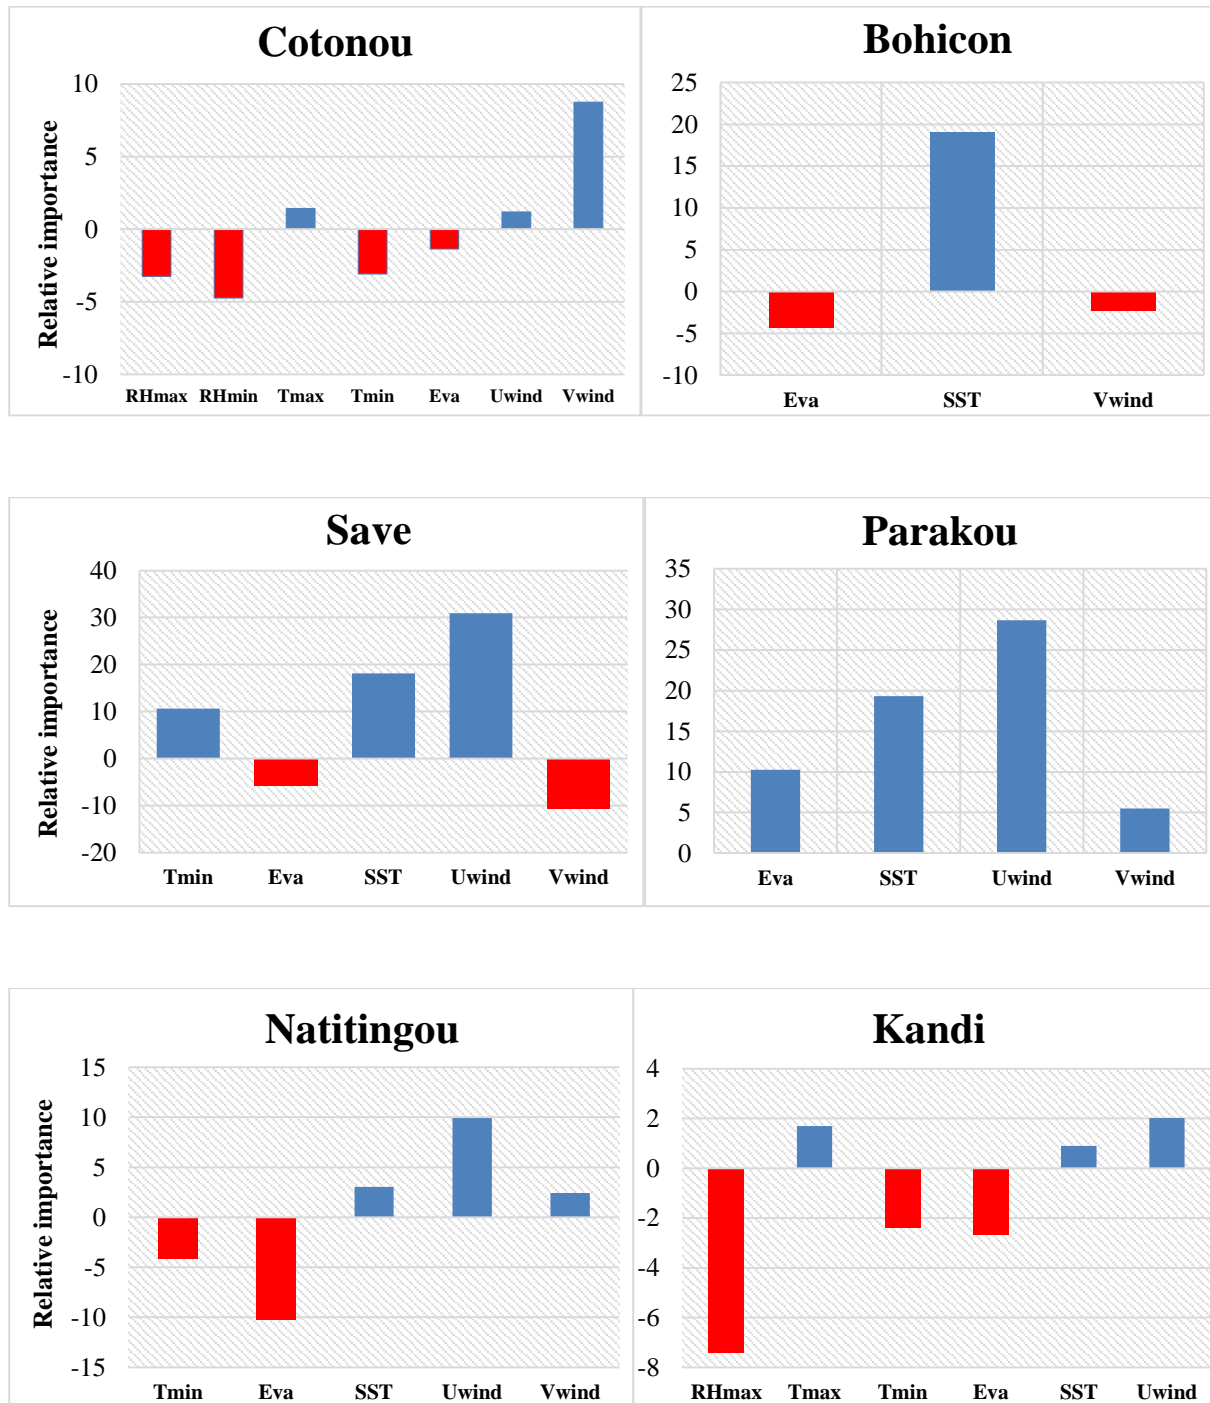 Cotonou
Relative importance
10
5
0
-5
-10
RHmax RHmin Tmax Tmin Eva Uwind Vwind
Bohicon
25
20
15
10
5
0
-5
-10
Eva SST Vwind
Save
Relative importance
40
30
20
10
0
-10
-20
Tmin Eva SST Uwind Vwind
Parakou
35
30
25
20
15
10
5
0
Eva SST Uwind Vwind
Natitingou
Relative importance
15
10
5
0
-5
-10
-15
Tmin Eva SST Uwind Vwind
Kandi
4
2
0
-2
-4
-6
-8
RHmax Tmax Tmin Eva SST Uwind